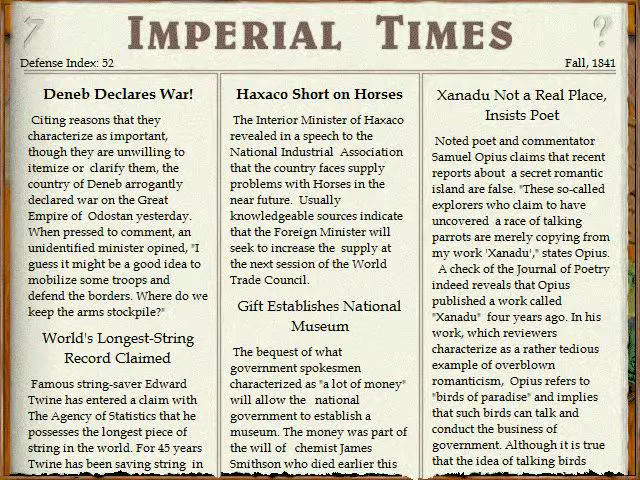 IMPERIAL TIMES
Defense Index: 52
Fall, 1841
Deneb Declares War!
Citing reasons that they
characterize as important,
though they are unwilling to
itemize or clarify them, the
country of Deneb arrogantly
declared war on the Great
Empire of Odostan yesterday.
When pressed to comment, an
unidentified minister opined, "I
guess it might be a good idea to
mobilize some troops and
defend the borders. Where do we
keep the arms stockpile?"
World's Longest-String
Record Claimed
Famous string-saver Edward
Twine has entered a claim with
The Agency of Statistics that he
possesses the longest piece of
string in the world. For 45 years
Twine has been saving string in
Haxaco Short on Horses
The Interior Minister of Haxaco
revealed in a speech to the
National Industrial Association
that the country faces supply
problems with Horses in the
near future. Usually
knowledgeable sources indicate
that the Foreign Minister will
seek to increase the supply at
the next session of the World
Trade Council.
Gift Establishes National
Museum
The bequest of what
government spokesmen
characterized as "a lot of money"
will allow the national
government to establish a
museum. The money was part of
the will of chemist James
Smithson who died earlier this
Xanadu Not a Real Place,
Insists Poet
Noted poet and commentator
Samuel Opius claims that recent
reports about a secret romantic
island are false. "These so-called
explorers who claim to have
uncovered a race of talking
parrots are merely copying from
my work 'Xanadu'," states Opius.
A check of the Journal of Poetry
indeed reveals that Opius
published a work called
"Xanadu" four years ago. In his
work, which reviewers
characterize as a rather tedious
example of overblown
romanticism, Opius refers to
"birds of paradise" and implies
that such birds can talk and
conduct the business of
government. Although it is true
that the idea of talking birds